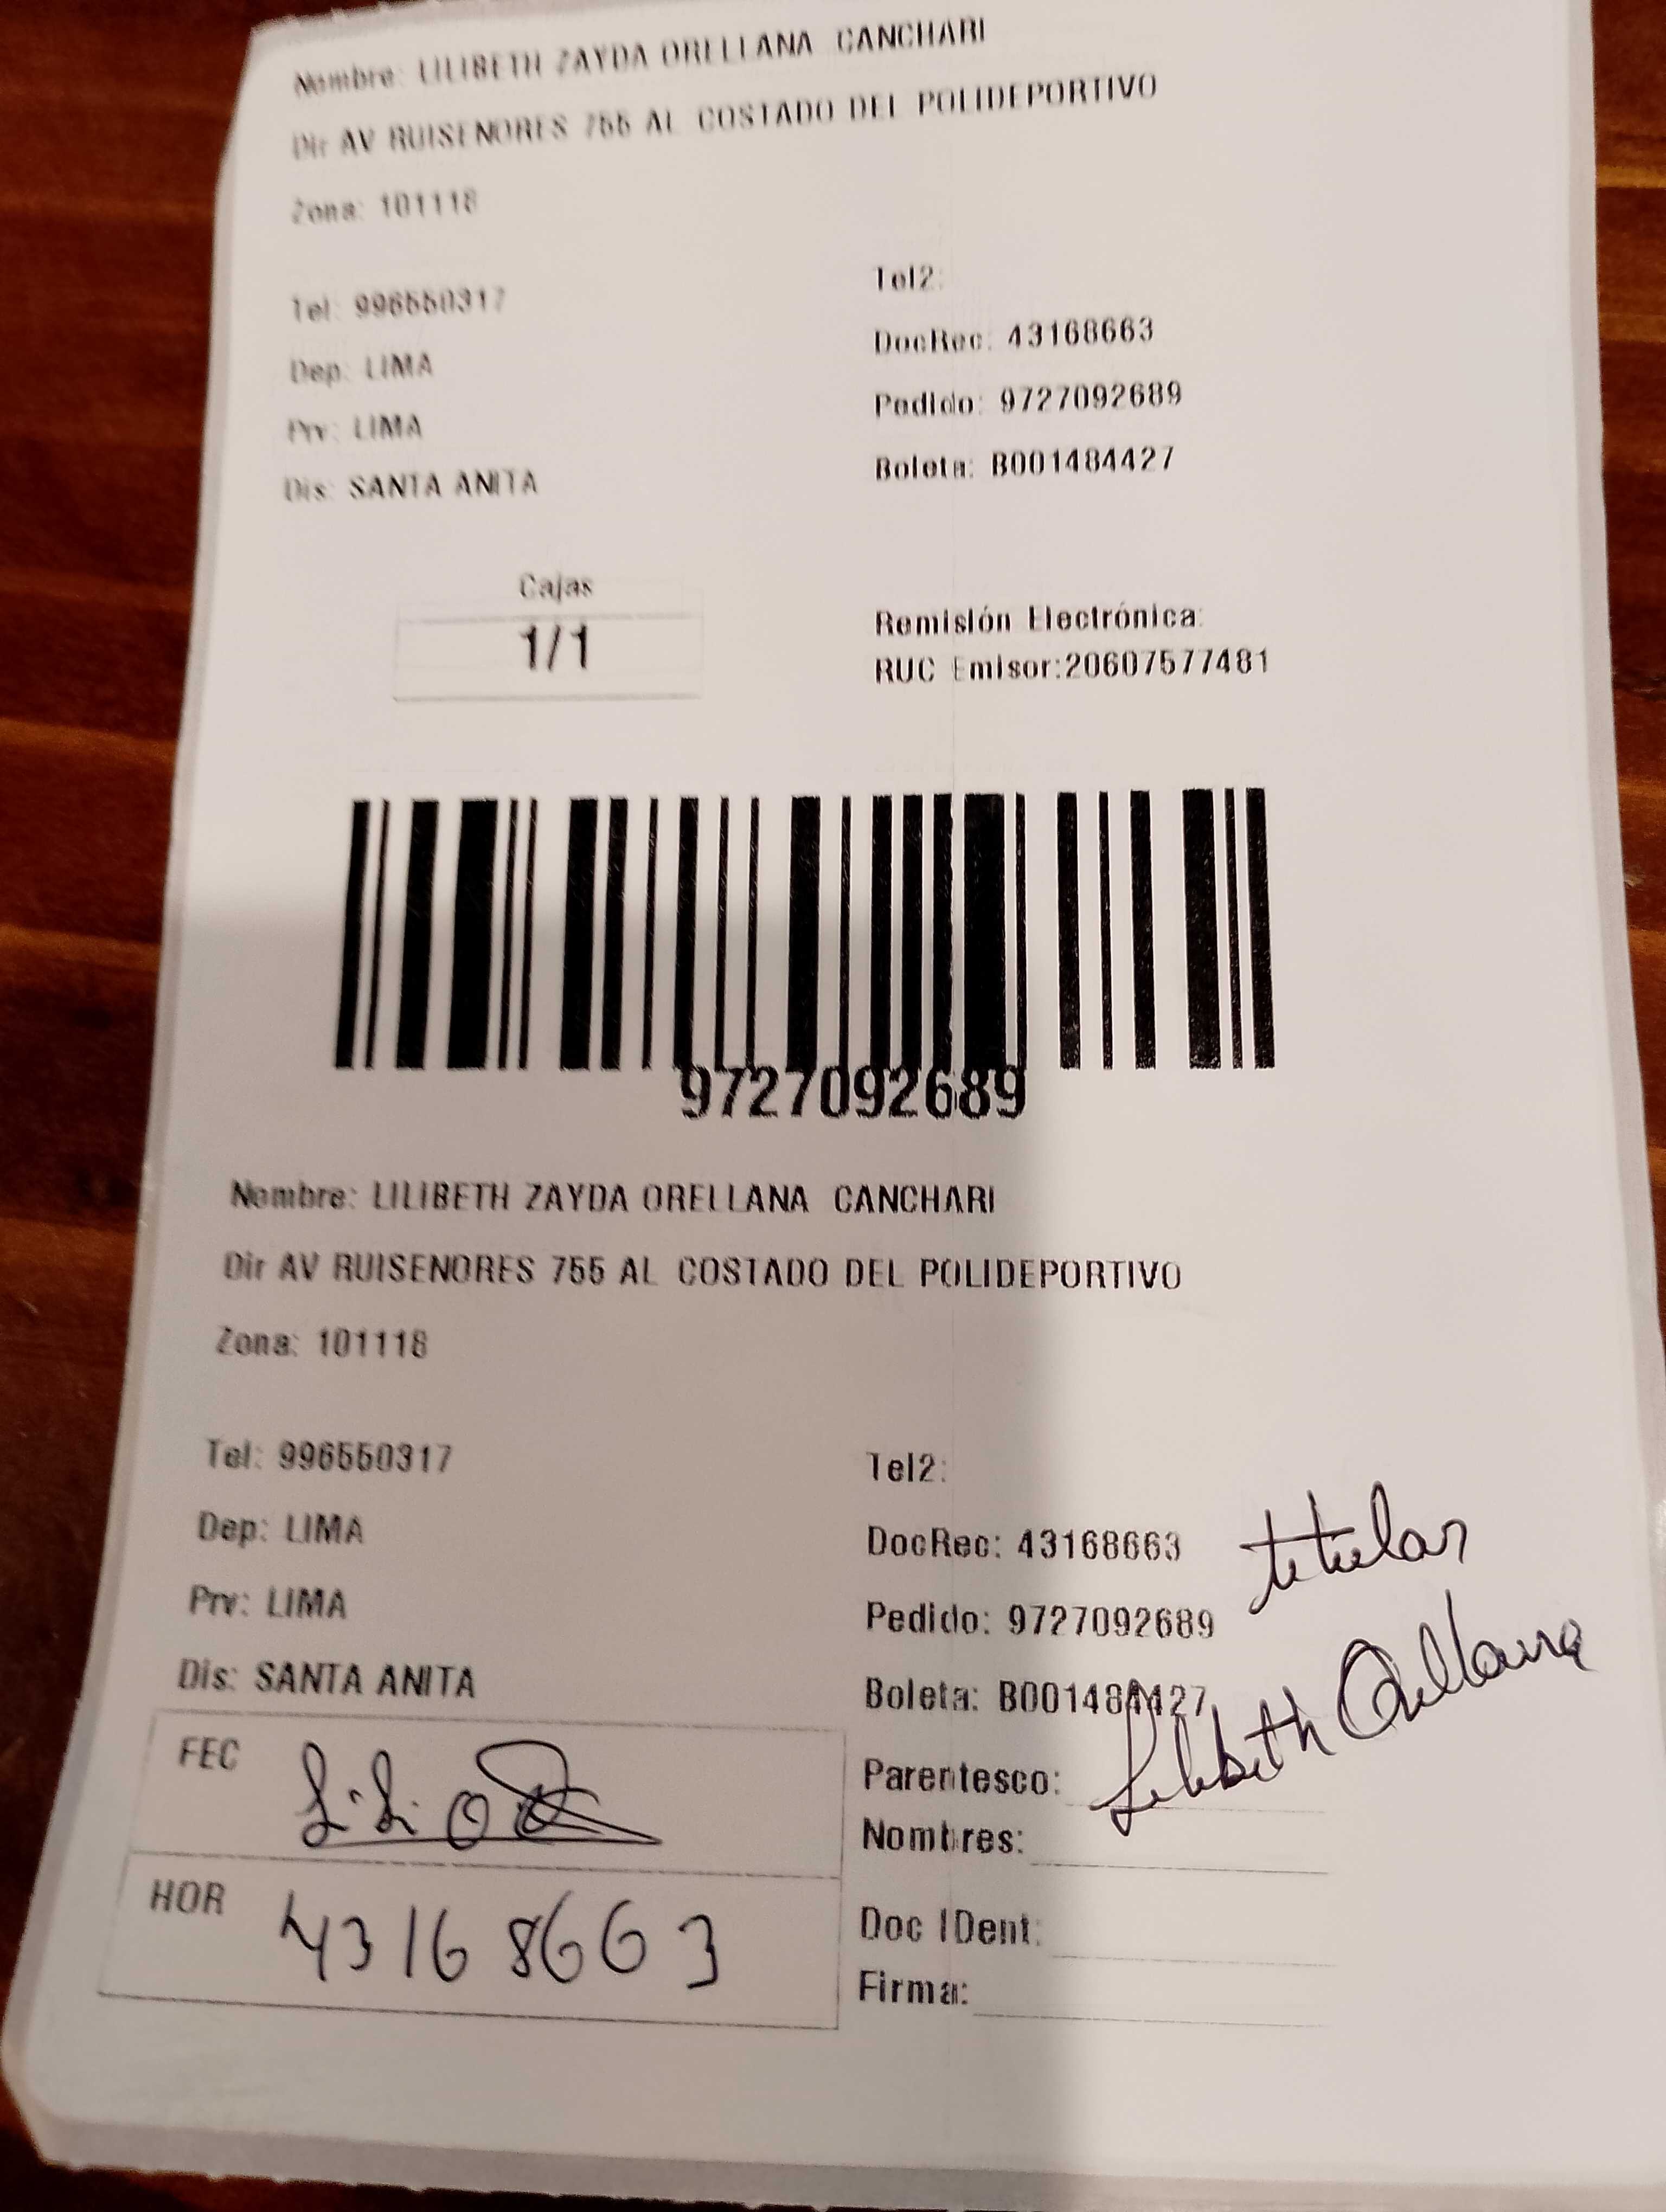 Nombre: LILIBETH ZAYDA ORELLANA CANCHARI
Dir AV RUISENORES 755 AL COSTADO DEL POLIDEPORTIVO
Zona: 101118
Tel: 996550317
Tel2:
DocRec: 43168663
Dep: LIMA
Pedido: 9727092689
Prv: LIMA
Boleta: B001484427
Dis: SANTA ANITA
Cajas
1/1
Remisión Electrónica:
RUC Emisor:20607577481
9727092689
Nombre: LILIBETH ZAYDA ORELLANA CANCHARI
Dir AV RUISENORES 755 AL COSTADO DEL POLIDEPORTIVO
Zona: 101118
Tel: 996550317
Tel2:
Dep: LIMA
DocRec: 43168663 titular
Prv: LIMA
Pedido: 9727092689
Dis: SANTA ANITA
Boleta: B001484427
Lilibeth Orellana
FEC
Parentesco:
Nombres:
HOR 43168663
Doc IDent:
Firma: